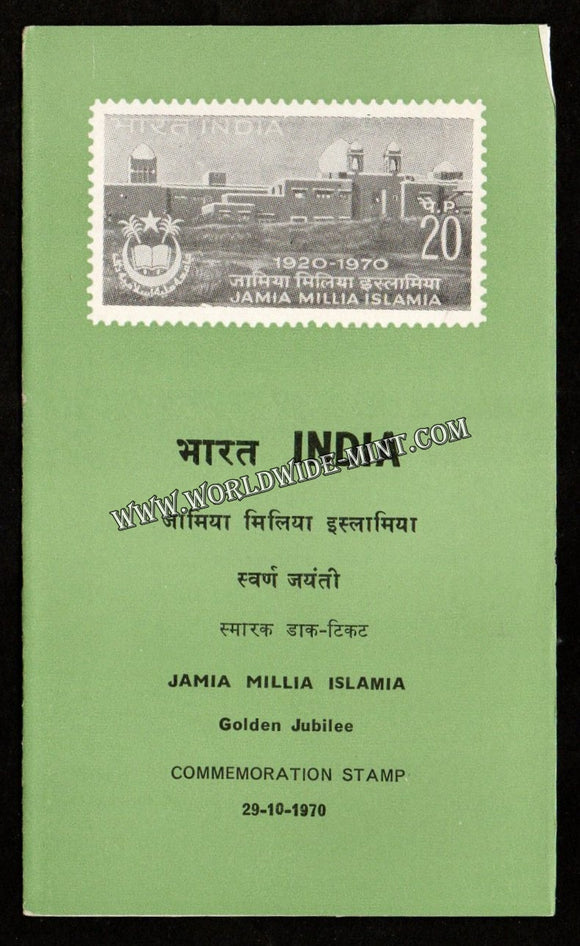 भारत INDIA
पै. P.
20
1920-1970
जामिया मिलिया इस्लामिया
JAMIA MILLIA ISLAMIA
भारत INDIA
www.WORLDWIDE-MINT.COM
जामिया मिलिया इस्लामिया
स्वर्ण जयंती
स्मारक डाक-टिकट
JAMIA MILLIA ISLAMIA
Golden Jubilee
COMMEMORATION STAMP
29-10-1970